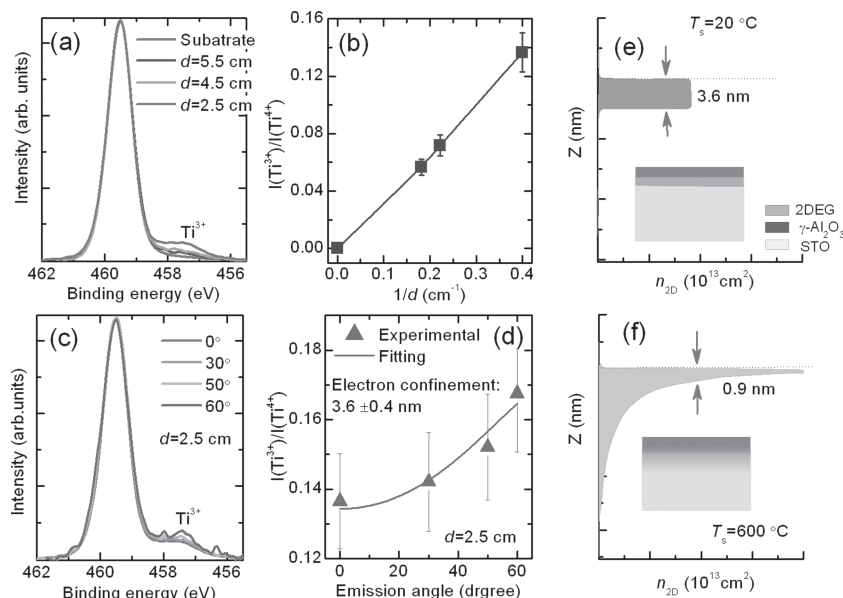 (a)
Subatrate
d=5.5 cm
d=4.5 cm
d=2.5 cm
Ti3+
Intensity (arb. units)
462 460 458 456
Binding energy (eV)
(b)
0.16
0.12
0.08
0.04
0.00
I(Ti3+)/I(Ti4+)
0.0 0.1 0.2 0.3 0.4
1/d (cm-1)
(e)
Ts=20 °C
3.6 nm
Z (nm)
2DEG
γ-Al2O3
STO
n2D (10^13cm2)
(c)
0°
30°
50°
60°
d=2.5 cm
Ti3+
Intensity (arb.units)
462 460 458 456
Binding energy (eV)
(d)
Experimental
Fitting
Electron confinement:
3.6 ±0.4 nm
0.18
0.16
0.14
0.12
I(Ti3+)/I(Ti4+)
d=2.5 cm
0 20 40 60
Emission angle (drgree)
(f)
0.9 nm
Z (nm)
Ts=600 °C
n2D (10^13cm2)